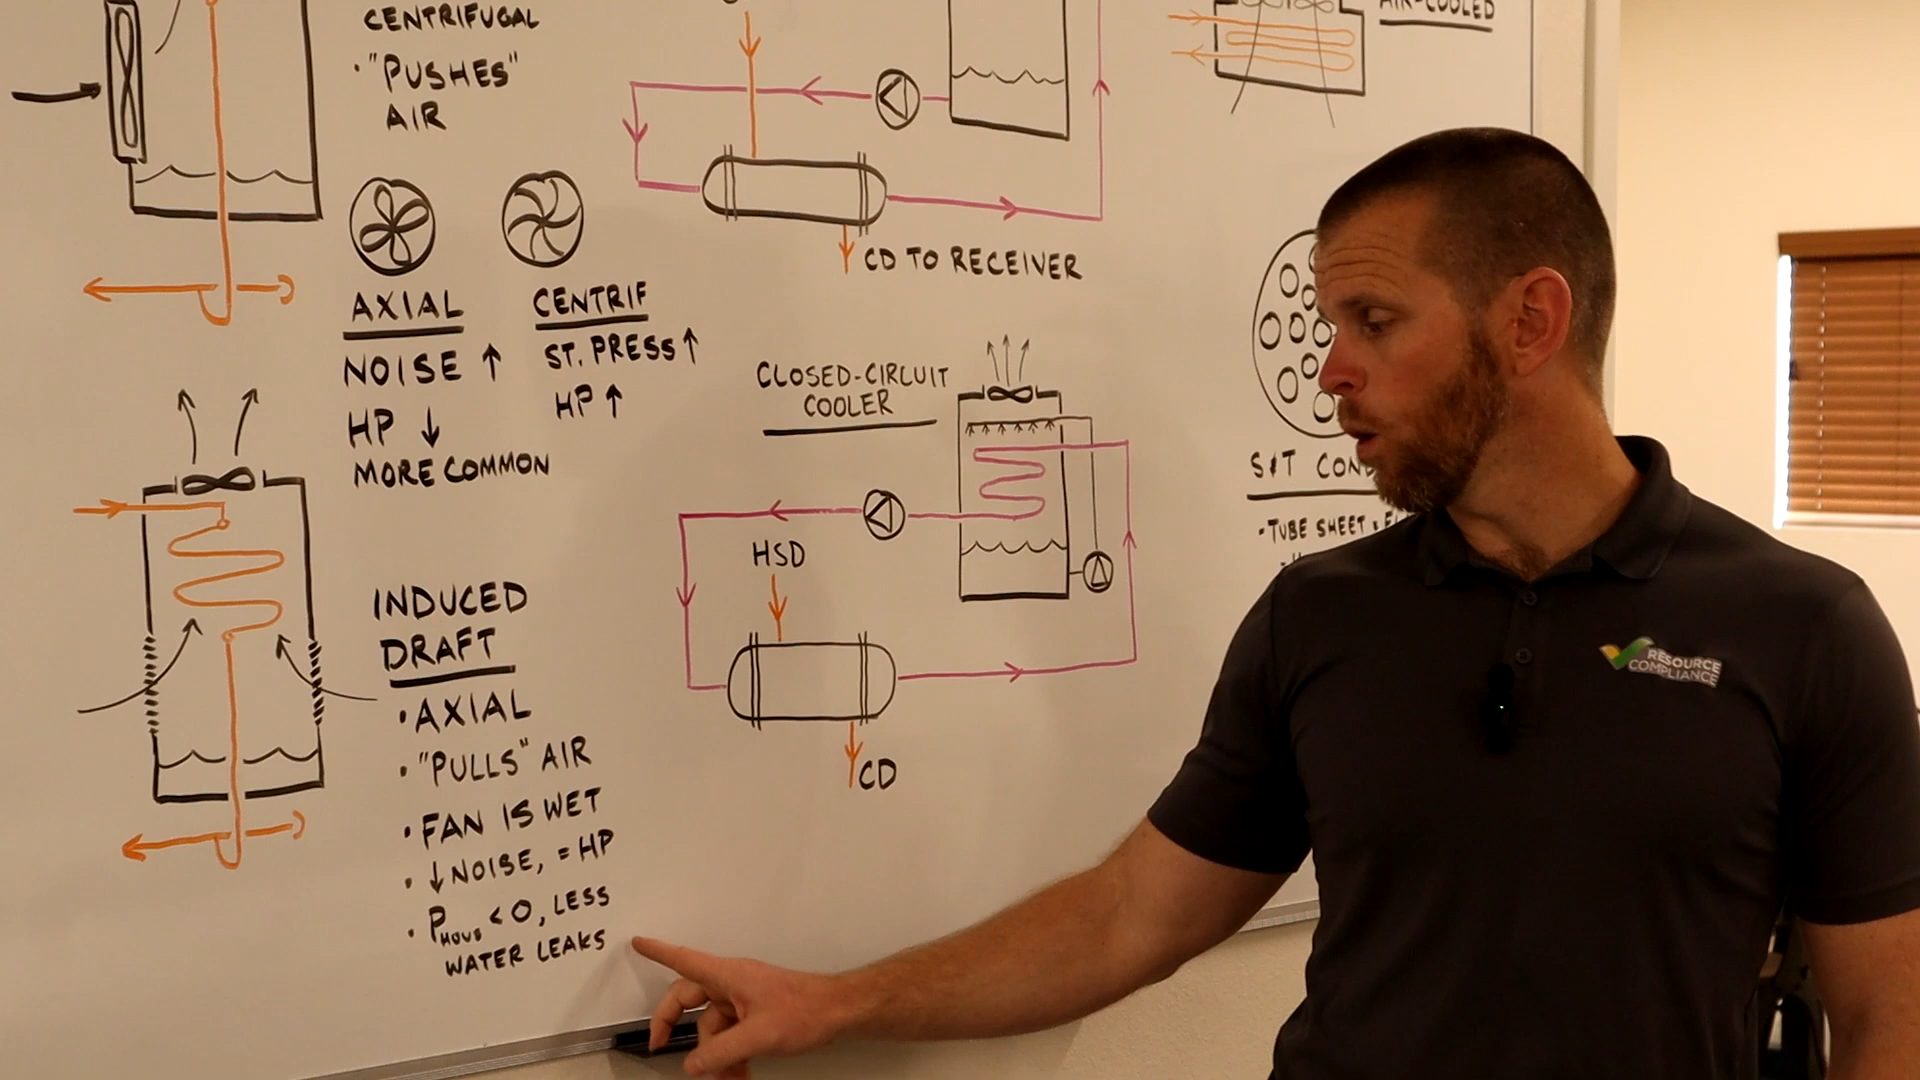 CENTRIFUGAL
• "PUSHES"
AIR
AXIAL
NOISE ↑
HP ↓
MORE COMMON
CENTRIF
ST. PRESS ↑
HP ↑
INDUCED
DRAFT
• AXIAL
• "PULLS" AIR
• FAN IS WET
• ↓ NOISE, = HP
• PHOUS < 0, LESS
WATER LEAKS
CD TO RECEIVER
CLOSED-CIRCUIT
COOLER
HSD
CD
AIR-COOLED
S&T
- TUBE SHEET
RESOURCE
COMPLIANCE